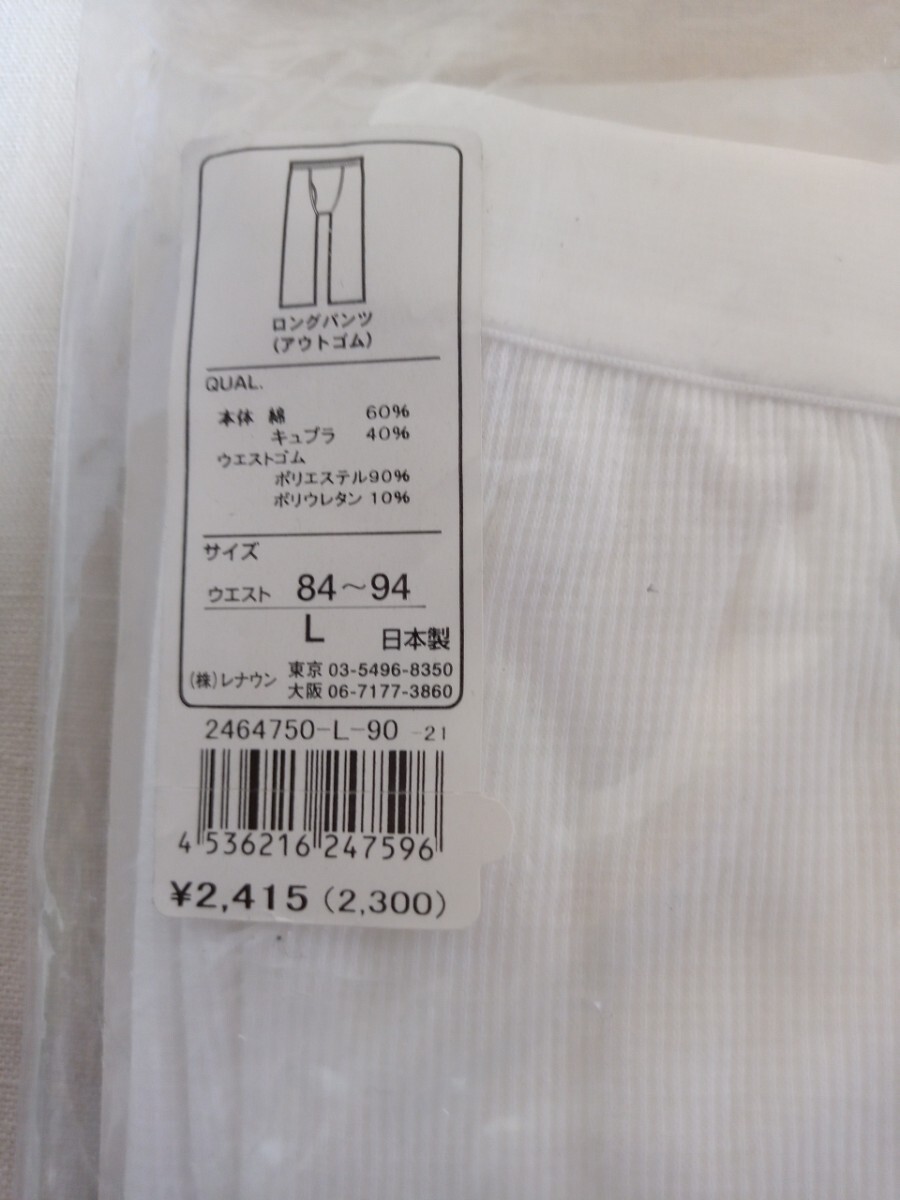 ロングパンツ
(アウトゴム)
QUAL.
本体 綿 60%
キュプラ 40%
ウエストゴム
ポリエステル90%
ポリウレタン 10%
サイズ
ウエスト 84～94
L 日本製
(株)レナウン 東京 03-5496-8350
大阪 06-7177-3860
2464750-L-90 -21
4 536216 247596
¥2,415 (2,300)